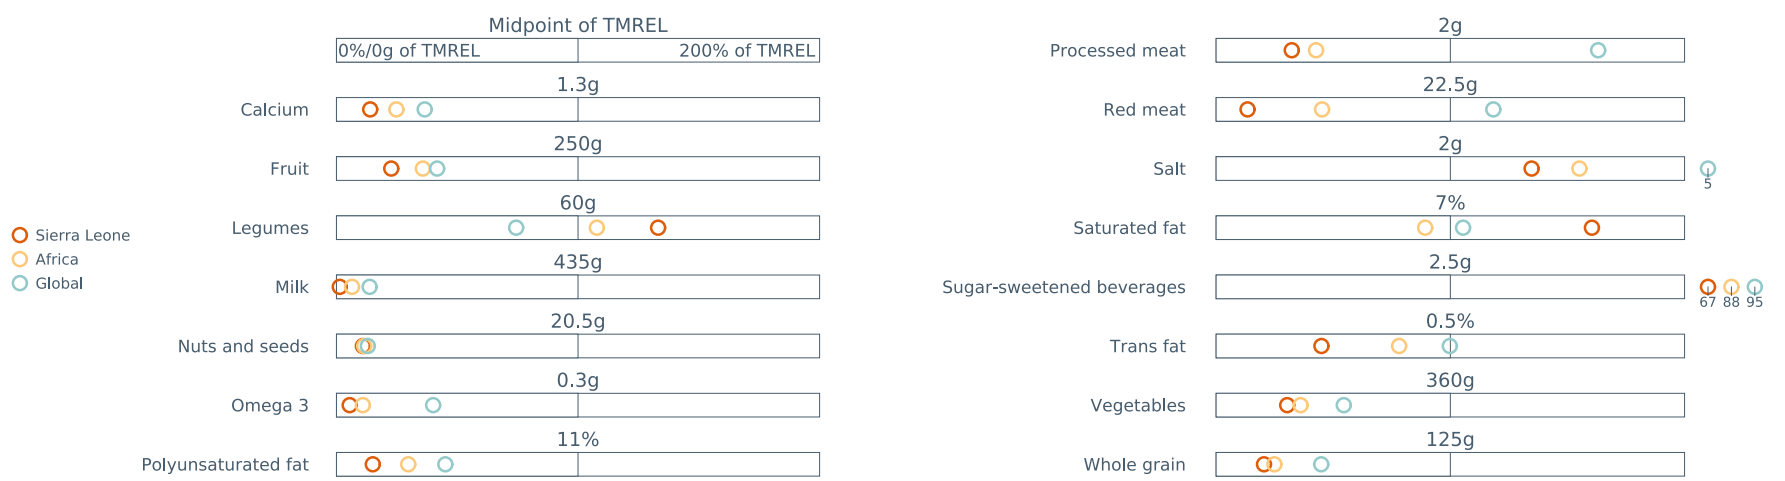 Midpoint of TMREL
0%/0g of TMREL 200% of TMREL
1.3g
Calcium
250g
Fruit
60g
Legumes
435g
Milk
20.5g
Nuts and seeds
0.3g
Omega 3
11%
Polyunsaturated fat
Sierra Leone
Africa
Global
2g
Processed meat
22.5g
Red meat
2g
Salt
5
7%
Saturated fat
2.5g
Sugar-sweetened beverages
67 88 95
0.5%
Trans fat
360g
Vegetables
125g
Whole grain